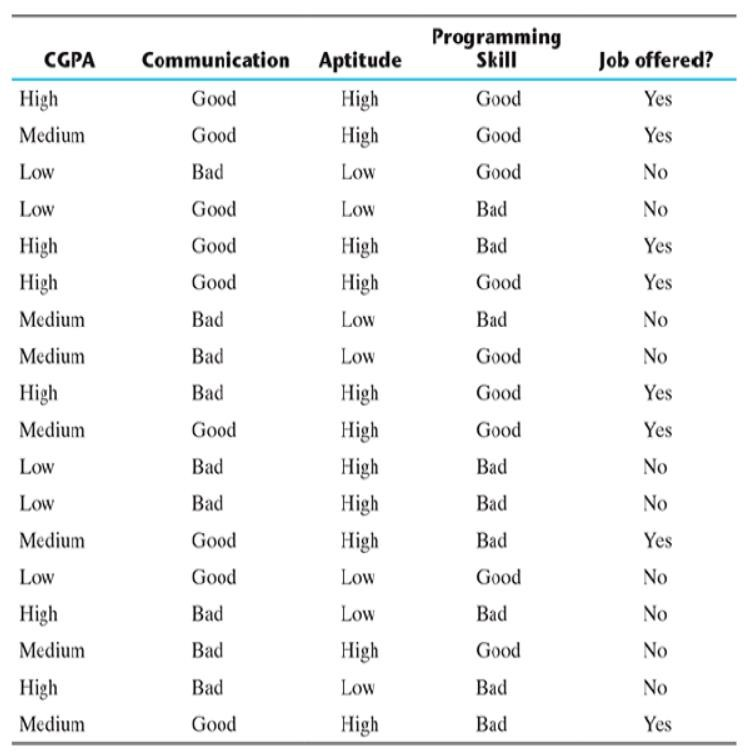 CGPA Communication Aptitude Programming Skill Job offered?
High Good High Good Yes
Medium Good High Good Yes
Low Bad Low Good No
Low Good Low Bad No
High Good High Bad Yes
High Good High Good Yes
Medium Bad Low Bad No
Medium Bad Low Good No
High Bad High Good Yes
Medium Good High Good Yes
Low Bad High Bad No
Low Bad High Bad No
Medium Good High Bad Yes
Low Good Low Good No
High Bad Low Bad No
Medium Bad High Good No
High Bad Low Bad No
Medium Good High Bad Yes